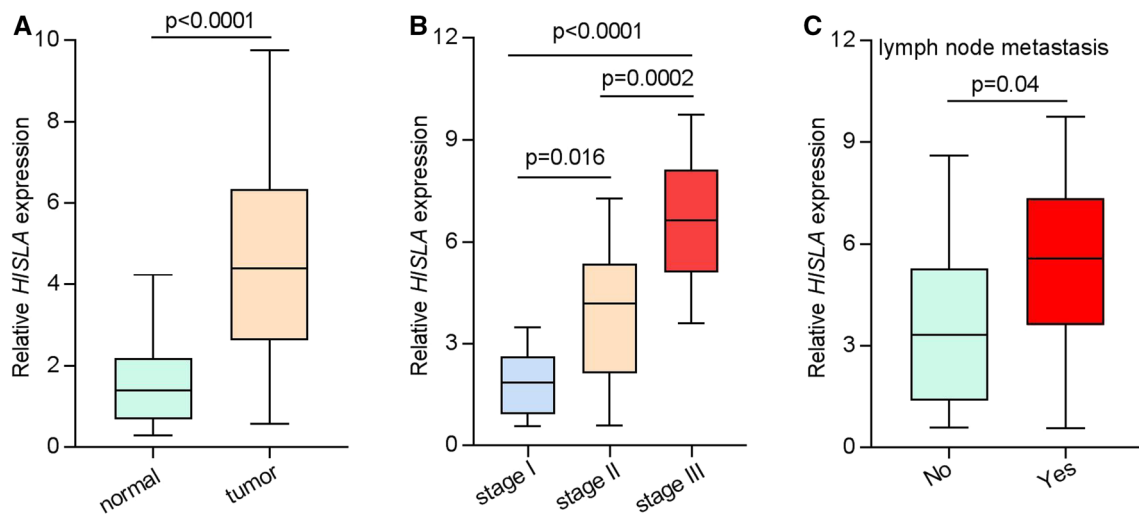 A
p<0.0001
Relative HISLA expression
10
8
6
4
2
0
normal
tumor
B
p<0.0001
p=0.0002
p=0.016
Relative HISLA expression
12
9
6
3
0
stage I
stage II
stage III
C
lymph node metastasis
p=0.04
Relative HISLA expression
12
9
6
3
0
No
Yes